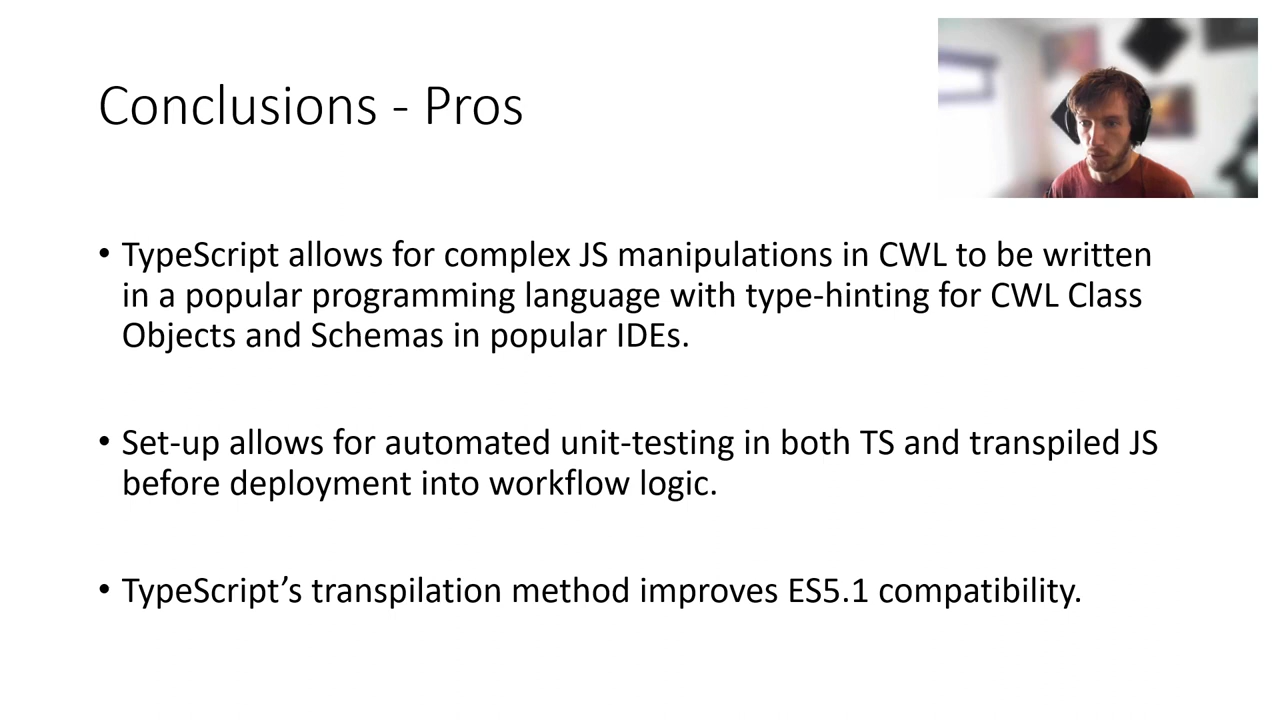 Conclusions - Pros
• TypeScript allows for complex JS manipulations in CWL to be written
in a popular programming language with type-hinting for CWL Class
Objects and Schemas in popular IDEs.
• Set-up allows for automated unit-testing in both TS and transpiled JS
before deployment into workflow logic.
• TypeScript’s transpilation method improves ES5.1 compatibility.